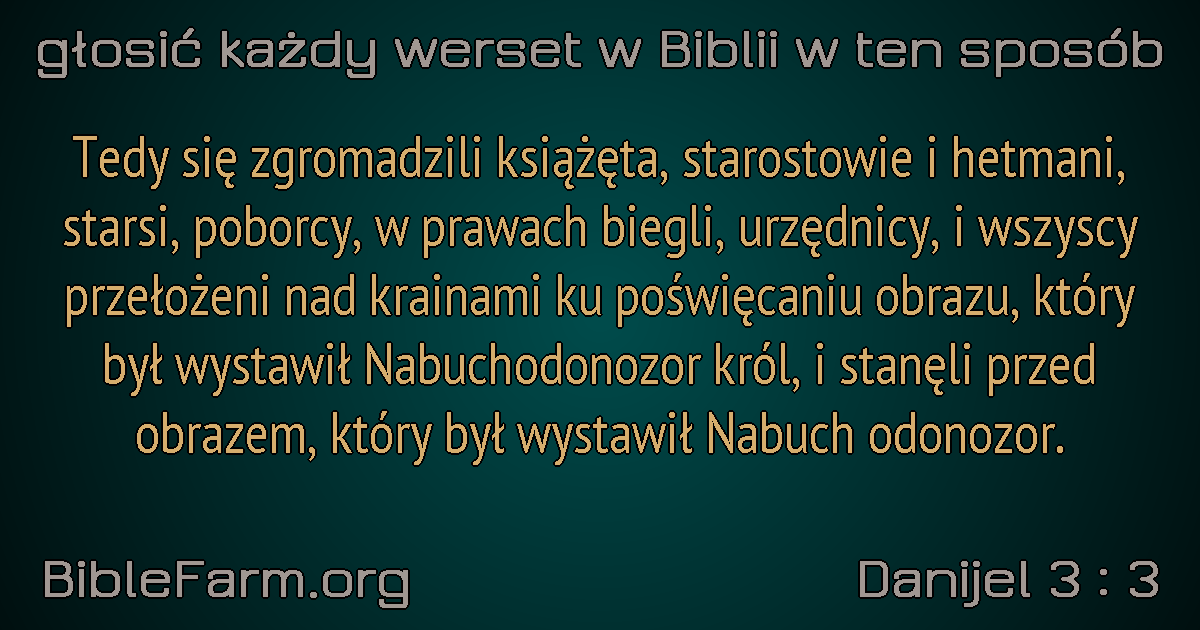 głosić każdy werset w Biblii w ten sposób
Tedy się zgromadzili książęta, starostowie i hetmani,
starsi, poborcy, w prawach biegli, urzędnicy, i wszyscy
przełożeni nad krainami ku poświęcaniu obrazu, który
był wystawił Nabuchodonozor król, i stanęli przed
obrazem, który był wystawił Nabuch odonozor.
BibleFarm.org
Danijel 3 : 3